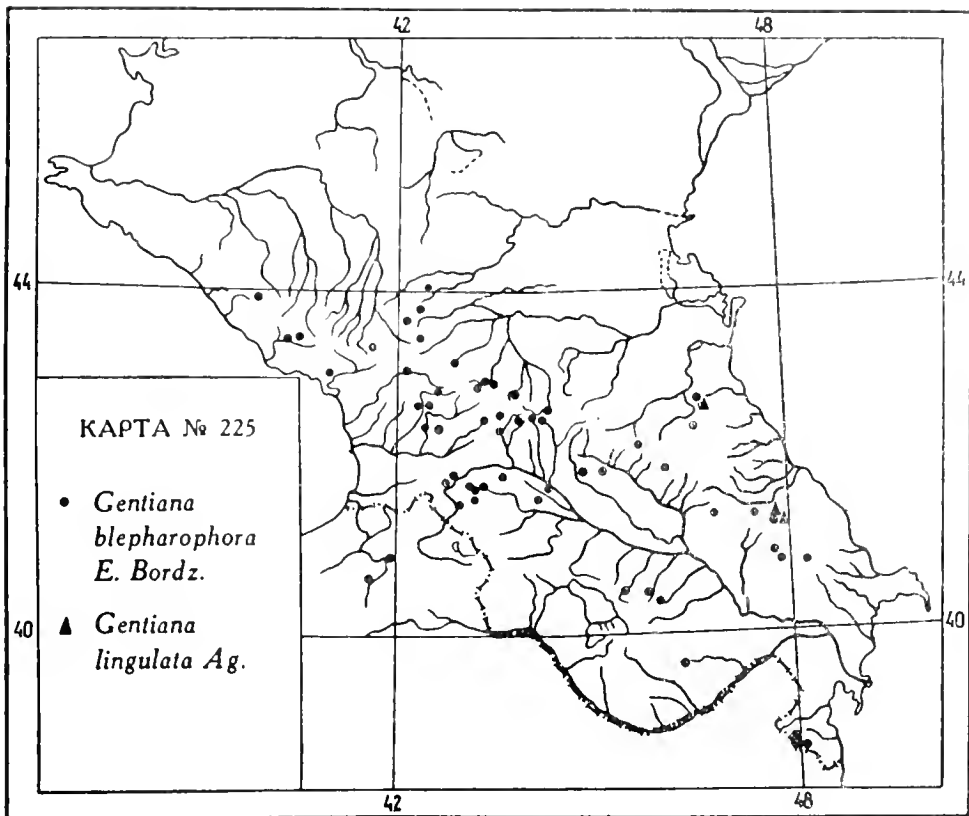 42
48
44
44
КАРТА № 225
Gentiana
blepharophora
E. Bordz.
Gentiana
lingulata Ag.
40
40
42
48